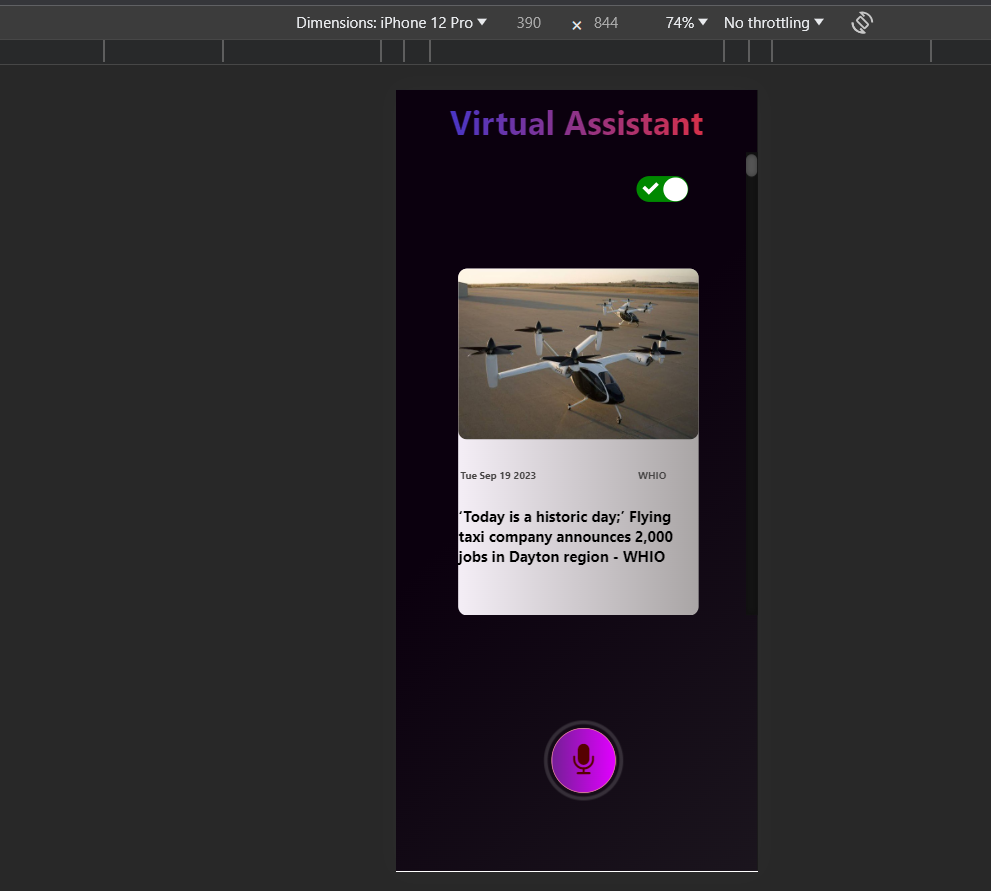 Dimensions: iPhone 12 Pro 390 × 844 74% No throttling
Virtual Assistant
Tue Sep 19 2023 WHIO
‘Today is a historic day;’ Flying
taxi company announces 2,000
jobs in Dayton region - WHIO